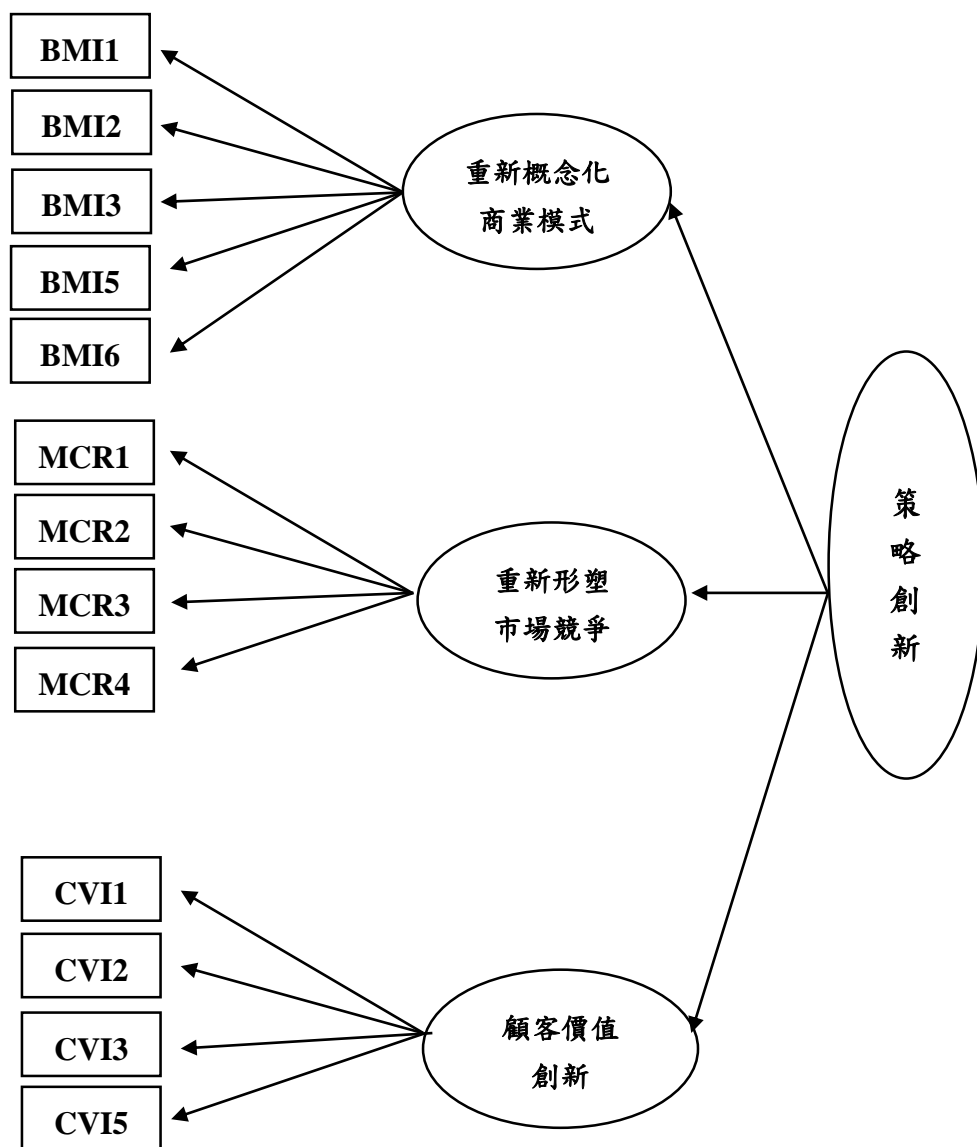 BMI1
BMI2
BMI3
BMI5
BMI6
重新概念化
商業模式
MCR1
MCR2
MCR3
MCR4
重新形塑
市場競爭
CVI1
CVI2
CVI3
CVI5
顧客價值
創新
策
略
創
新